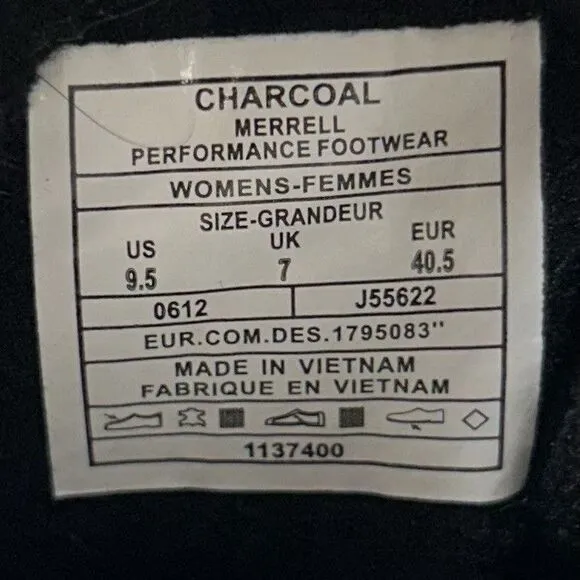 CHARCOAL
MERRELL
PERFORMANCE FOOTWEAR
WOMENS-FEMMES
SIZE-GRANDEUR
US UK EUR
9.5 7 40.5
0612 J55622
EUR.COM.DES.1795083"
MADE IN VIETNAM
FABRIQUE EN VIETNAM
1137400